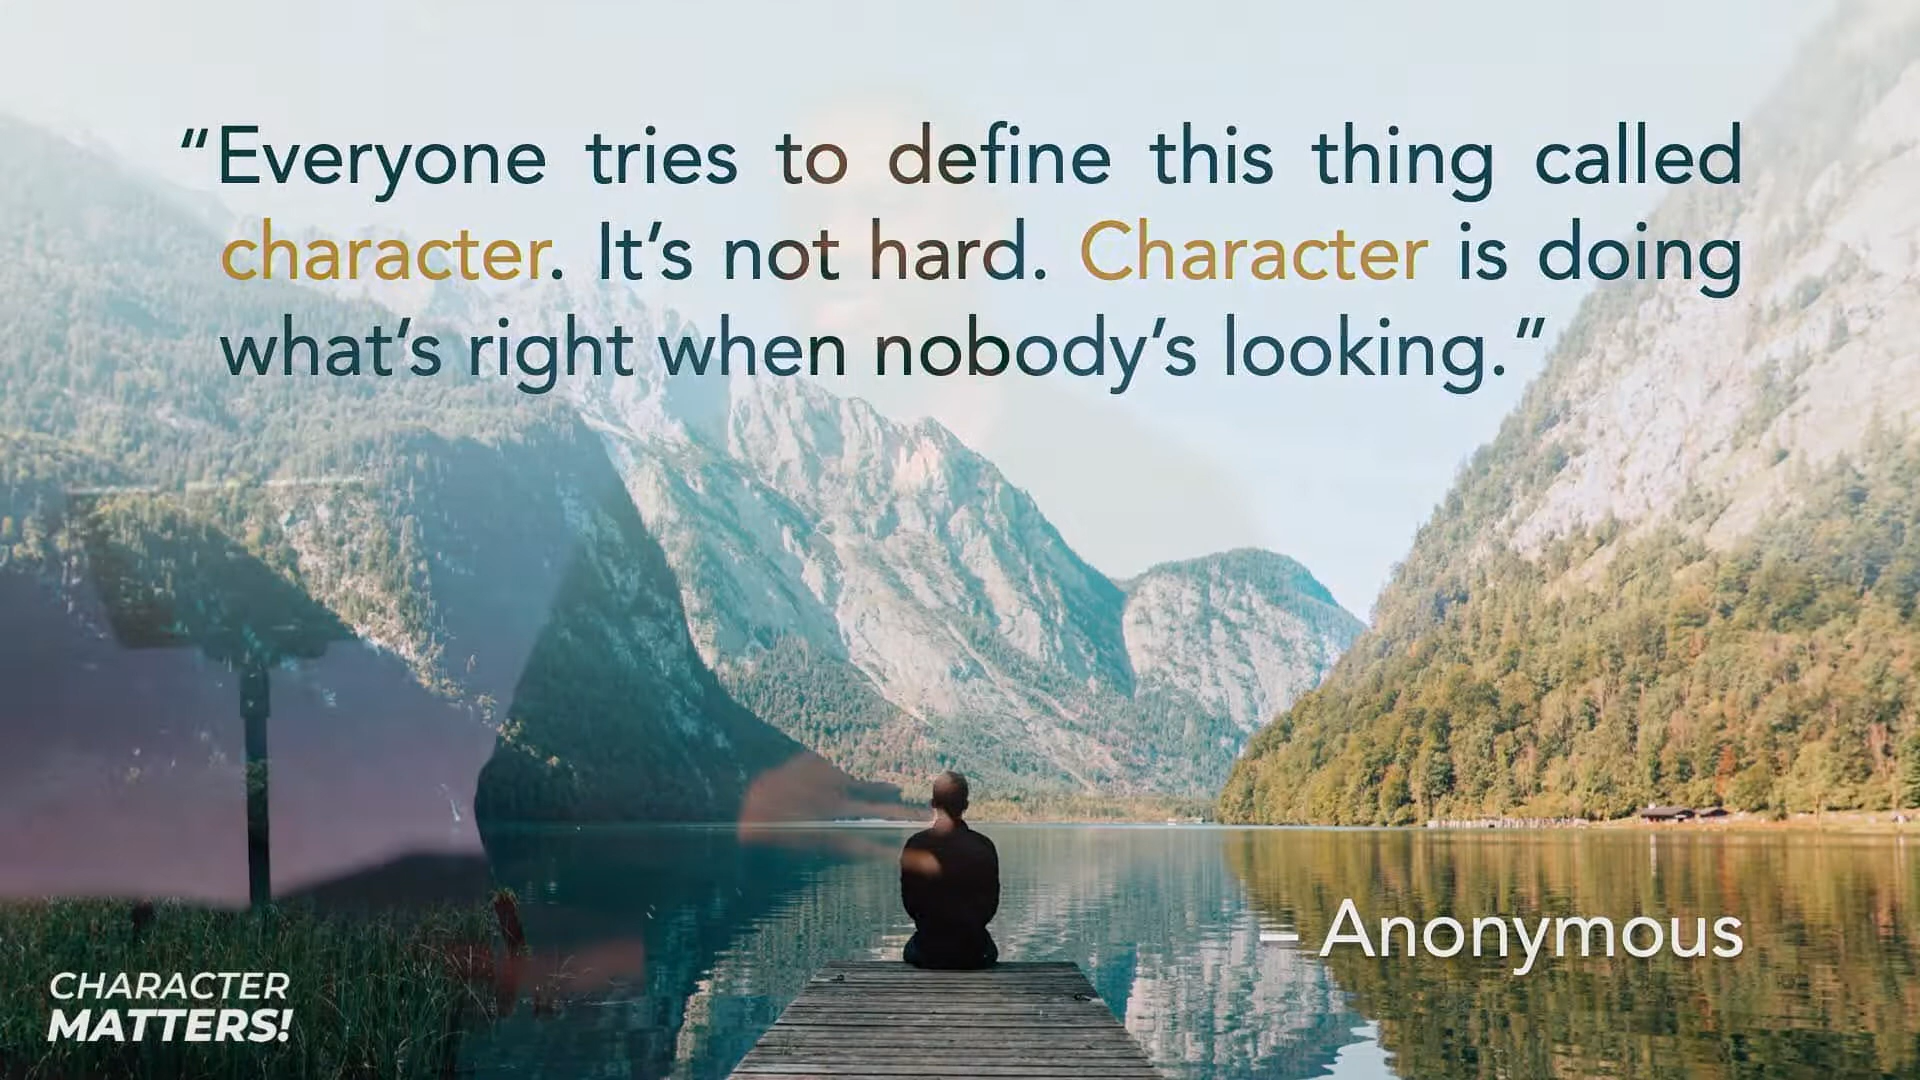 “Everyone tries to define this thing called
character. It’s not hard. Character is doing
what’s right when nobody’s looking.”
– Anonymous
CHARACTER
MATTERS!